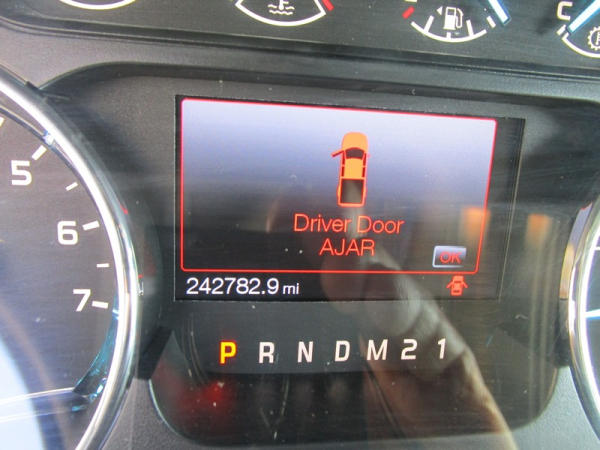 C
5
6
7
Driver Door
AJAR
OK
242782.9 mi
P R N D M 2 1